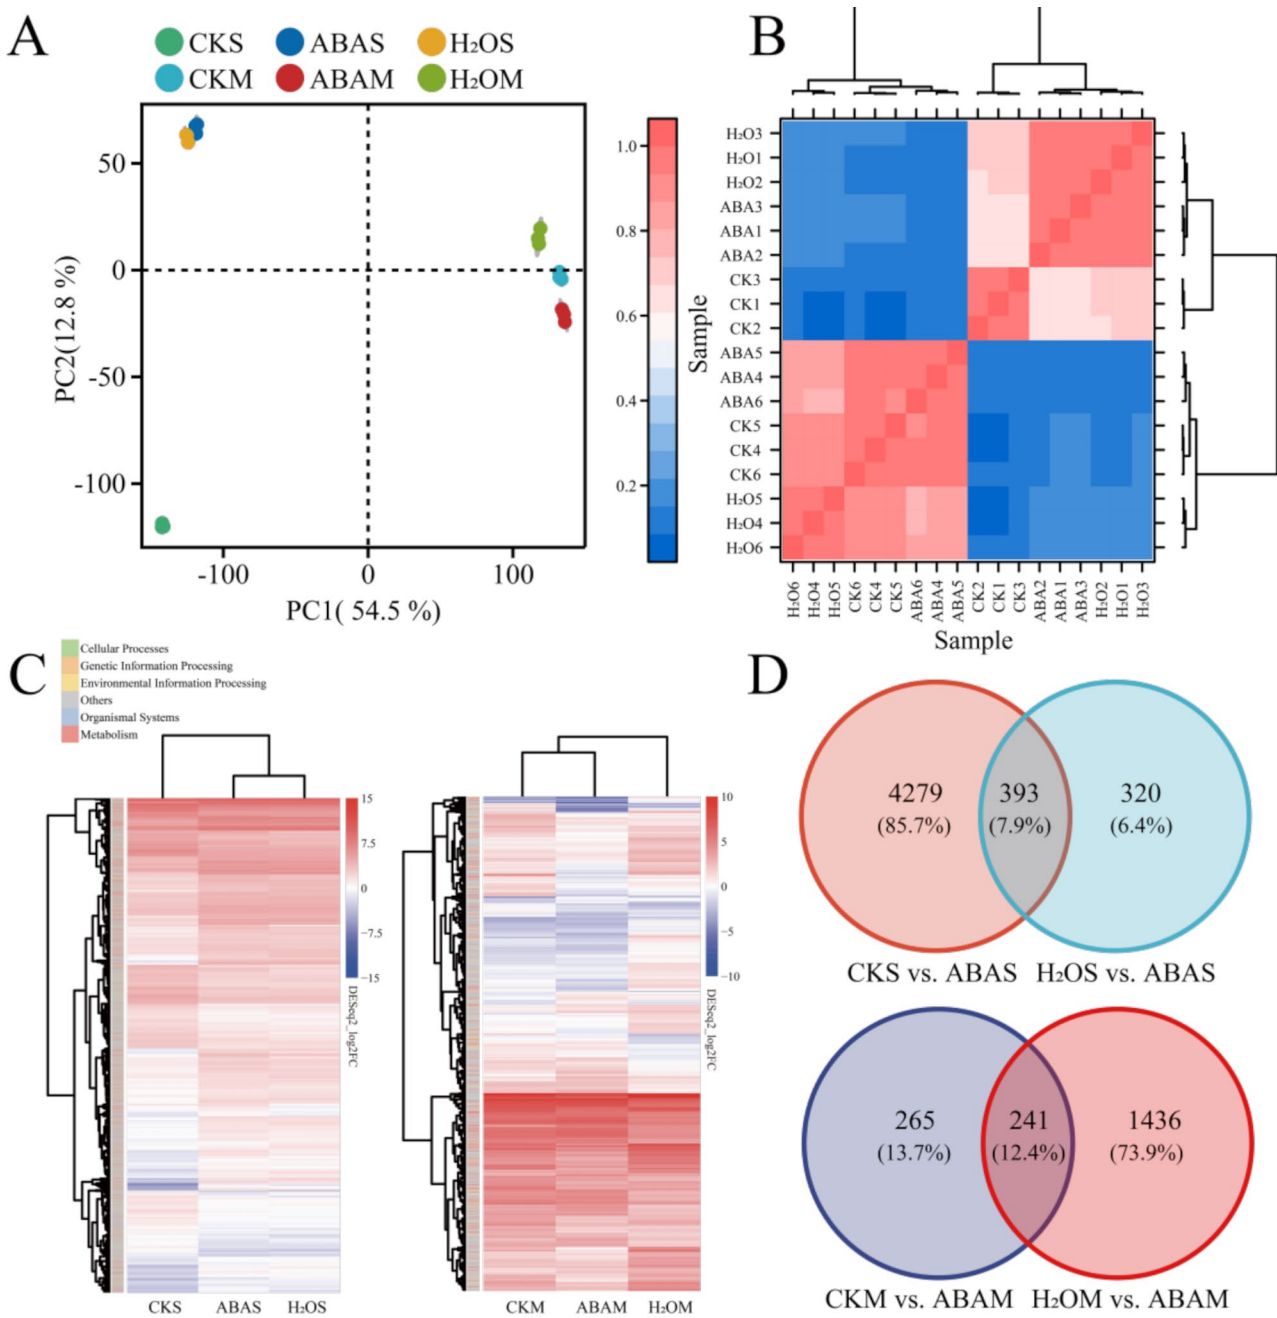 A
CKS ABAS H₂OS
CKM ABAM H₂OM
50
0
-50
-100
-100 0 100
PC2(12.8 %)
PC1( 54.5 %)
B
1.0
0.8
0.6
0.4
0.2
Sample
H₂O3
H₂O1
H₂O2
ABA3
ABA1
ABA2
CK3
CK1
CK2
ABA5
ABA4
ABA6
CK5
CK4
CK6
H₂O5
H₂O4
H₂O6
H₂O6 H₂O4 H₂O5 CK6 CK4 CK5 ABA6 ABA4 ABA5 CK2 CK1 CK3 ABA2 ABA1 ABA3 H₂O2 H₂O1 H₂O3
Sample
C
Cellular Processes
Genetic Information Processing
Environmental Information Processing
Others
Organismal Systems
Metabolism
15
7.5
0
−7.5
−15
DESeq2_log2FC
CKS ABAS H₂OS
10
5
0
−5
−10
DESeq2_log2FC
CKM ABAM H₂OM
D
4279 393 320
(85.7%) (7.9%) (6.4%)
CKS vs. ABAS H₂OS vs. ABAS
265 241 1436
(13.7%) (12.4%) (73.9%)
CKM vs. ABAM H₂OM vs. ABAM